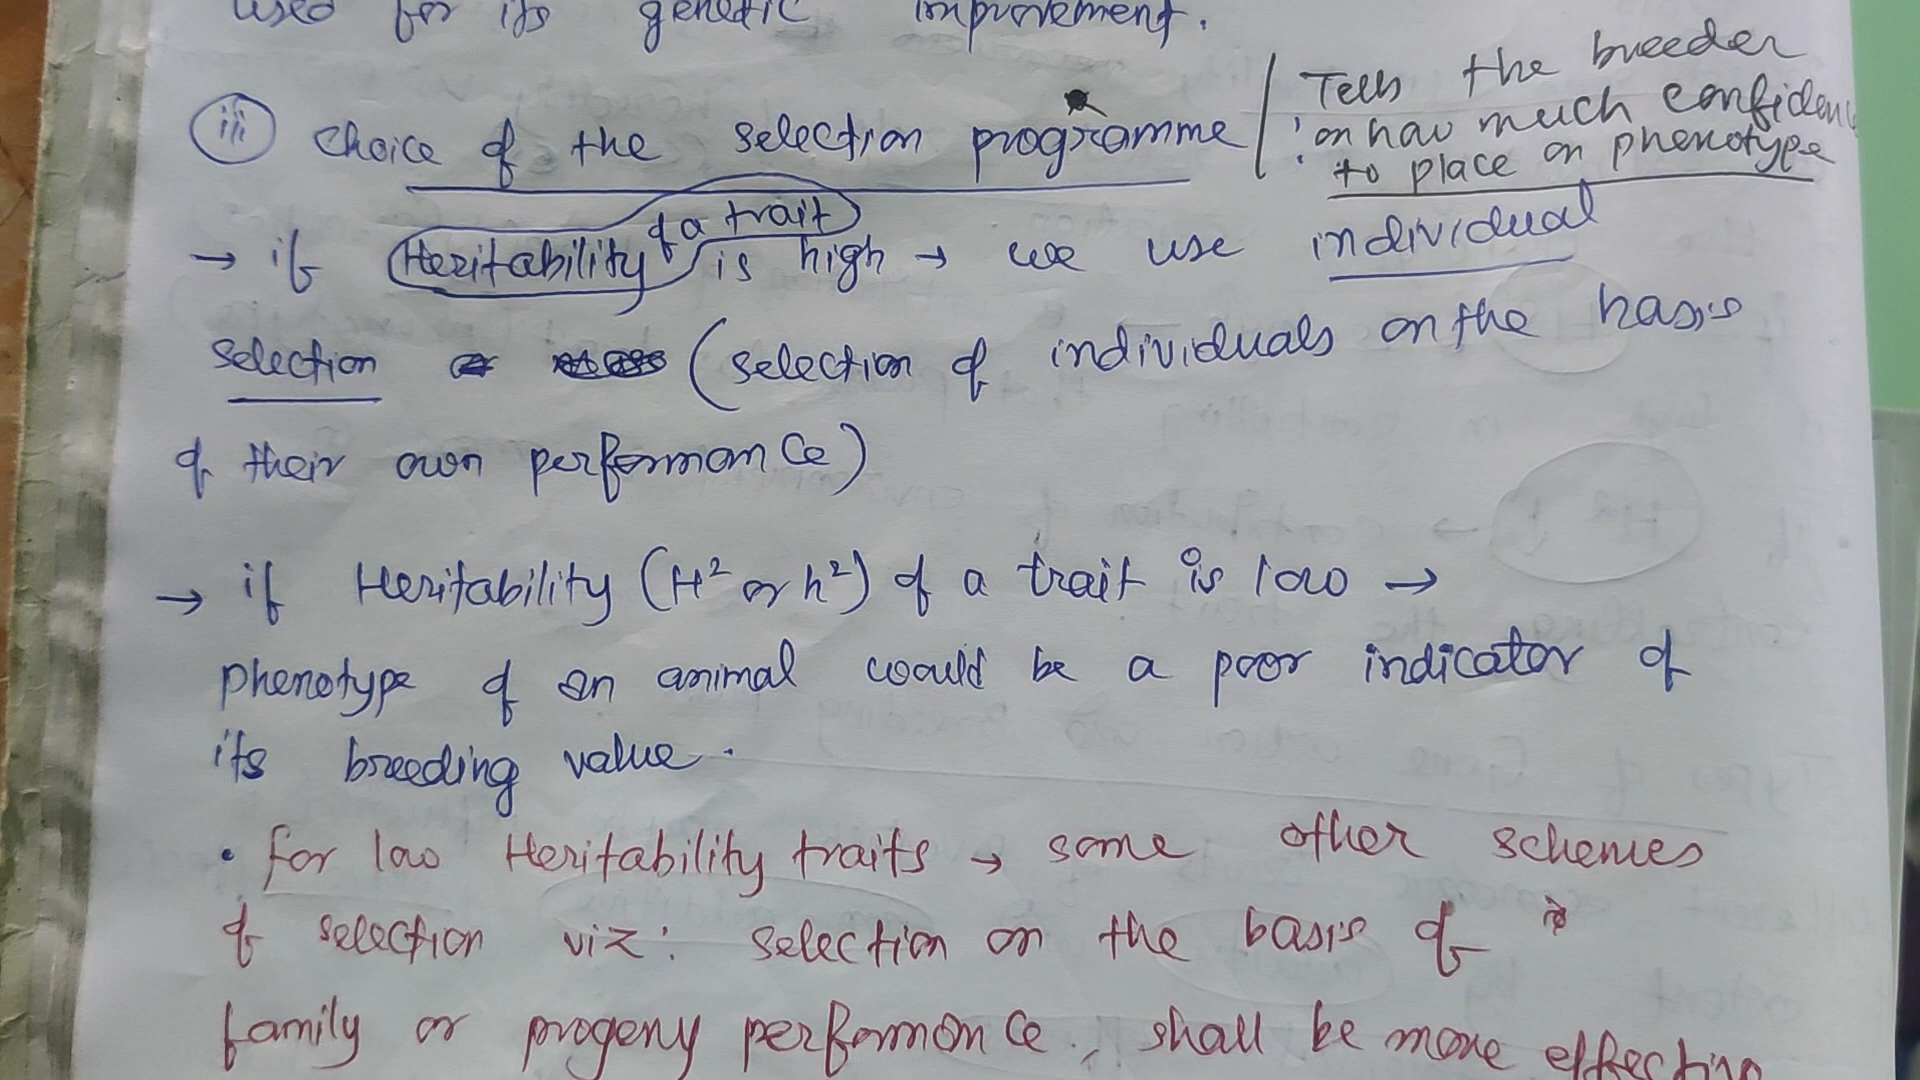 used for its genetic improvement.
(iii) Choice of the selection programme
Tells the breeder
on how much confidenc
to place on phenotype
→ if Heritability of a trait is high → we use individual
selection (selection of individuals on the basis
of their own performance)
→ if Heritability (H² or h²) of a trait is low →
phenotype of an animal would be a poor indicator of
its breeding value.
• for low Heritability traits → some other schemes
of selection viz: selection on the basis of
family or progeny performance, shall be more effective